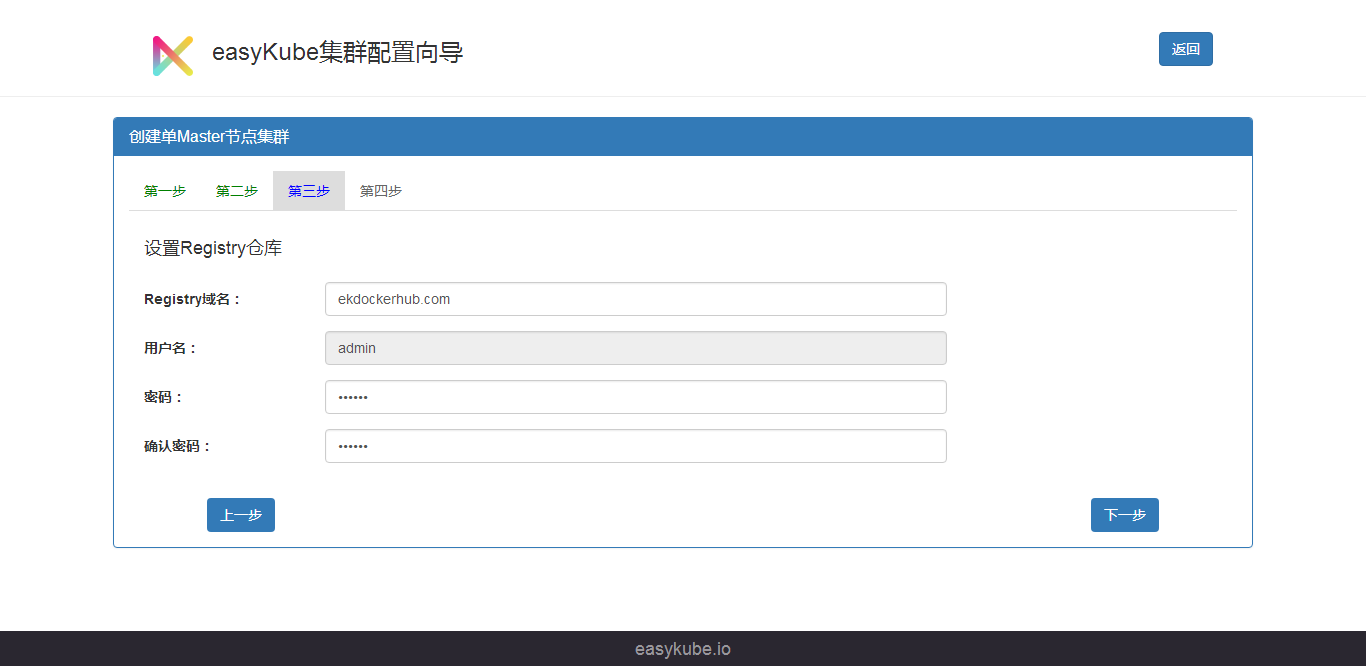 easyKube集群配置向导
返回
创建单Master节点集群
第一步 第二步 第三步 第四步
设置Registry仓库
Registry域名： ekdockerhub.com
用户名： admin
密码： ••••••
确认密码： ••••••
上一步 下一步
easykube.io